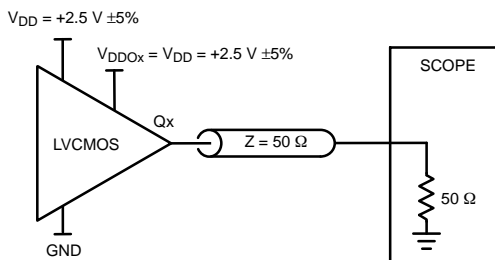 V_DD = +2.5 V ±5%
V_DDOx = V_DD = +2.5 V ±5%
SCOPE
Qx
LVCMOS
Z = 50 Ω
50 Ω
GND